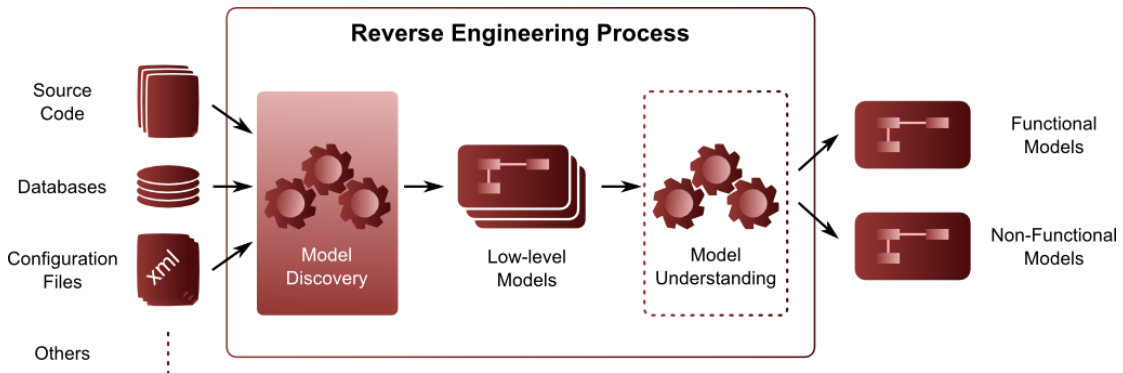 Reverse Engineering Process
Source
Code
Databases
Configuration
Files
xml
Others
Model
Discovery
Low-level
Models
Model
Understanding
Functional
Models
Non-Functional
Models